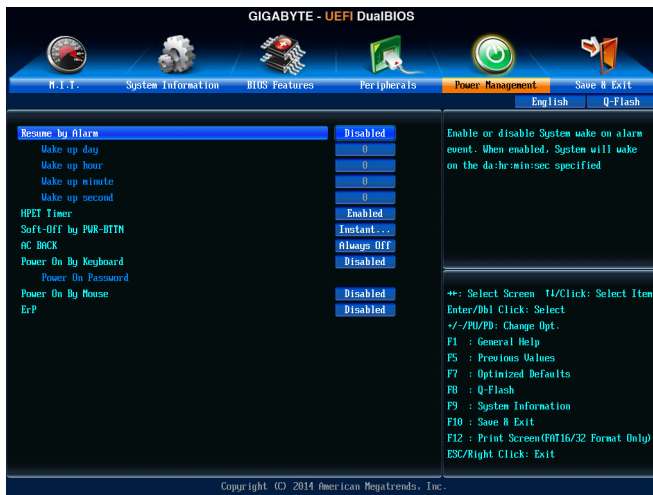 GIGABYTE - UEFI DualBIOS
M.I.T. System Information BIOS Features Peripherals Power Management Save & Exit
English Q-Flash
Resume by Alarm Disabled
Wake up day 0
Wake up hour 0
Wake up minute 0
Wake up second 0
HPET Timer Enabled
Soft-Off by PWR-BTTN Instant...
AC BACK Always Off
Power On By Keyboard Disabled
Power On Password
Power On By Mouse Disabled
ErP Disabled
Enable or disable System wake on alarm
event. When enabled, System will wake
on the da:hr:min:sec specified
→←: Select Screen ↑↓/Click: Select Item
Enter/Dbl Click: Select
+/-/PU/PD: Change Opt.
F1 : General Help
F5 : Previous Values
F7 : Optimized Defaults
F8 : Q-Flash
F9 : System Information
F10 : Save & Exit
F12 : Print Screen(FAT16/32 Format Only)
ESC/Right Click: Exit
Copyright (C) 2014 American Megatrends, Inc.